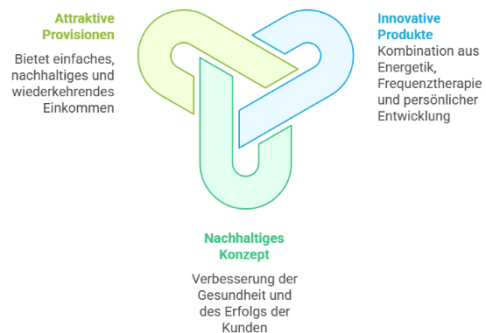 Attraktive
Provisionen
Bietet einfaches,
nachhaltiges und
wiederkehrendes
Einkommen
Innovative
Produkte
Kombination aus
Energetik,
Frequenztherapie
und persönlicher
Entwicklung
Nachhaltiges
Konzept
Verbesserung der
Gesundheit und
des Erfolgs der
Kunden